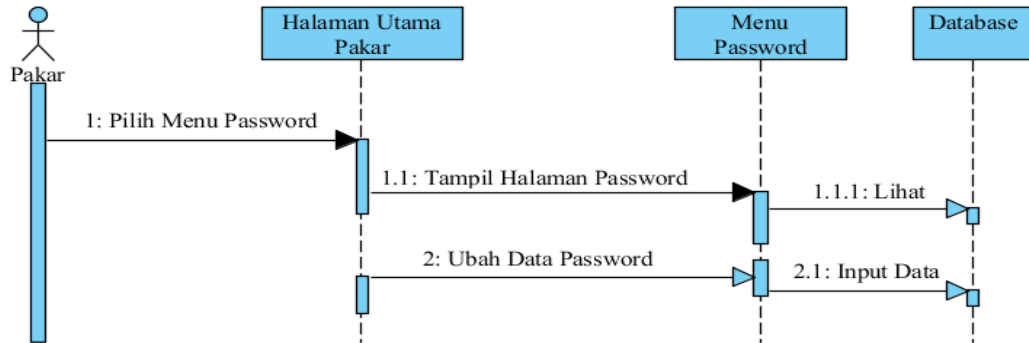 Halaman Utama
Pakar
Menu
Password
Database
Pakar
1: Pilih Menu Password
1.1: Tampil Halaman Password
1.1.1: Lihat
2: Ubah Data Password
2.1: Input Data